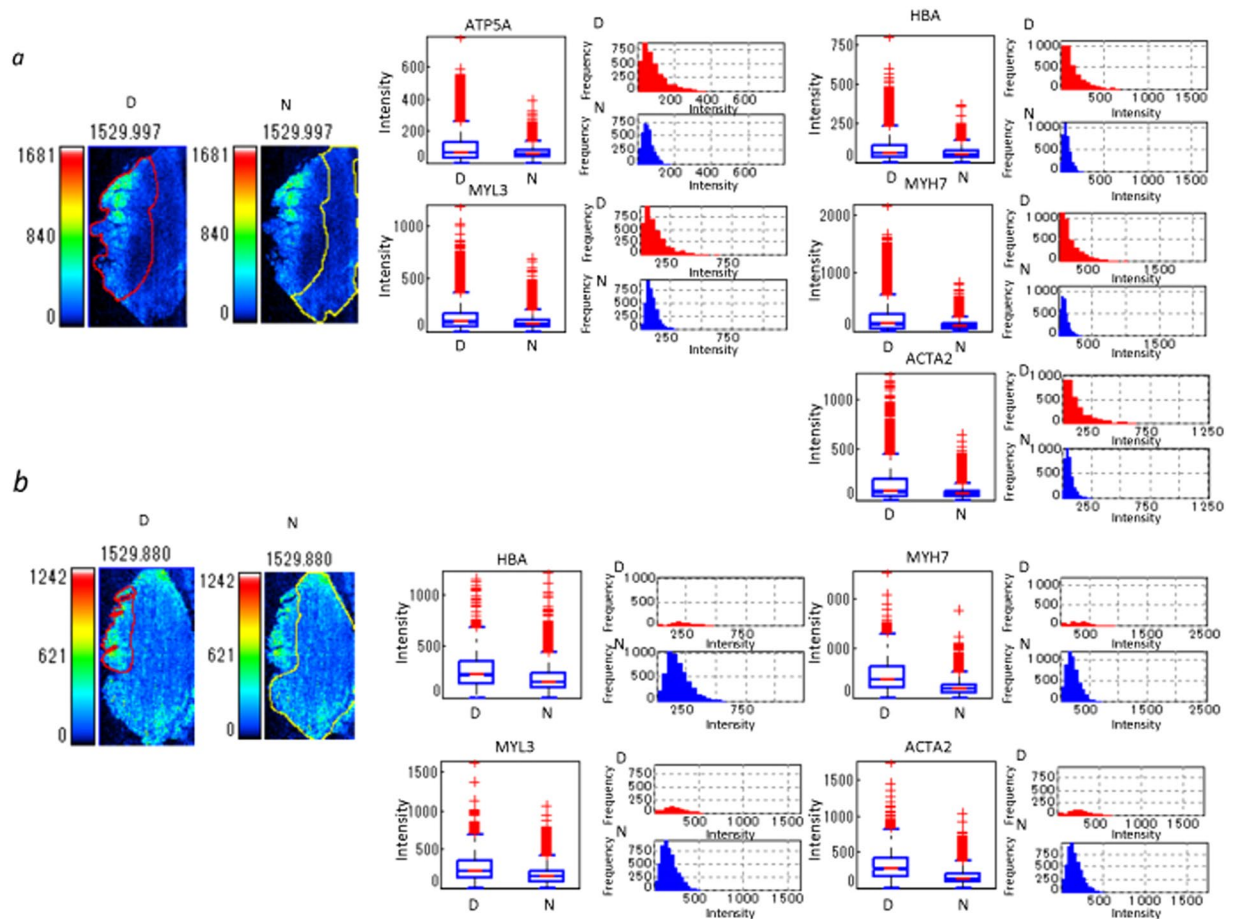 a
D
1529.997
1681
840
0
N
1529.997
1681
840
0
ATP5A
Intensity
600
400
200
0
D N
D
Frequency
750
500
250
0
200 400 600
Intensity
N
Frequency
750
500
250
0
200 400 600
Intensity
HBA
Intensity
750
500
250
0
D N
D
Frequency
1000
500
0
500 1000 1500
Intensity
N
Frequency
1000
500
0
500 1000 1500
Intensity
MYL3
Intensity
1000
500
0
D N
D
Frequency
750
500
250
0
250 750
Intensity
N
Frequency
750
500
250
0
250 750
Intensity
MYH7
Intensity
2000
1000
0
D N
D
Frequency
1000
500
0
500 1500
Intensity
N
Frequency
1000
500
0
500 1500
Intensity
ACTA2
Intensity
1000
500
0
D N
D
Frequency
1000
500
0
250 750 1250
Intensity
N
Frequency
1000
500
0
250 750 1250
Intensity
b
D
1529.880
1242
621
0
N
1529.880
1242
621
0
HBA
Intensity
1000
500
0
D N
D
Frequency
1000
500
0
250 750
Intensity
N
Frequency
1000
500
0
250 750
Intensity
MYH7
Intensity
000
000
0
D N
D
Frequency
1000
500
0
500 1500 2500
Intensity
N
Frequency
1000
500
0
500 1500 2500
Intensity
MYL3
Intensity
1500
1000
500
0
D N
D
Frequency
750
500
250
0
500 1000 1500
Intensity
N
Frequency
750
500
250
0
500 1000 1500
Intensity
ACTA2
Intensity
1500
1000
500
0
D N
D
Frequency
750
500
250
0
500 1000 1500
Intensity
N
Frequency
750
500
250
0
500 1000 1500
Intensity